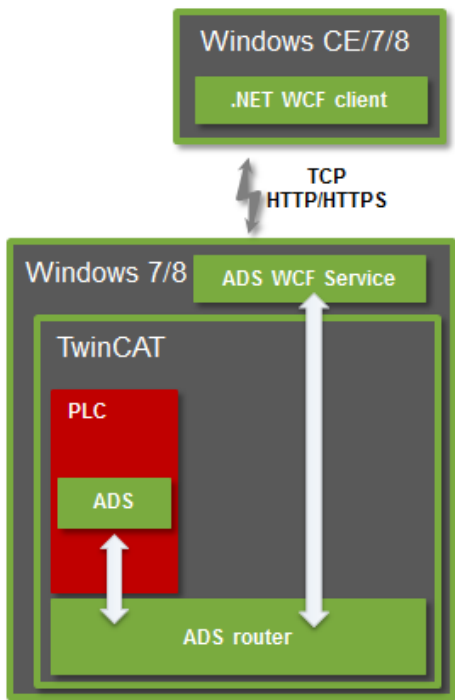 Windows CE/7/8
.NET WCF client
TCP
HTTP/HTTPS
Windows 7/8
ADS WCF Service
TwinCAT
PLC
ADS
ADS router